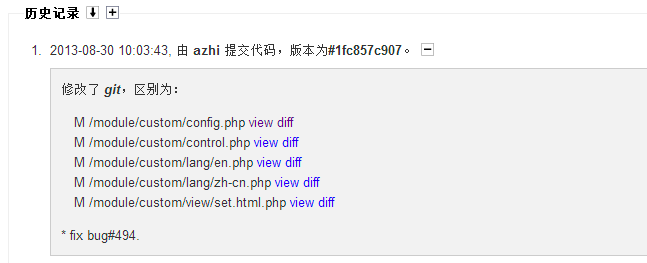 历史记录
1. 2013-08-30 10:03:43, 由 azhi 提交代码，版本为#1fc857c907。
修改了 git，区别为：
M /module/custom/config.php view diff
M /module/custom/control.php view diff
M /module/custom/lang/en.php view diff
M /module/custom/lang/zh-cn.php view diff
M /module/custom/view/set.html.php view diff
* fix bug#494.